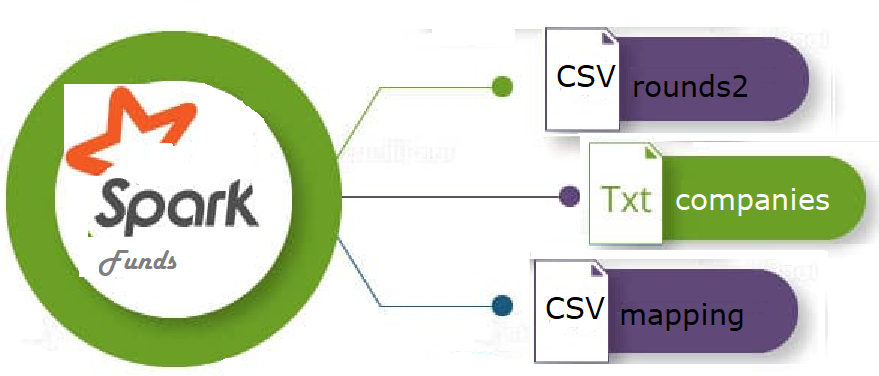 Spark
Funds
CSV rounds2
Txt companies
CSV mapping